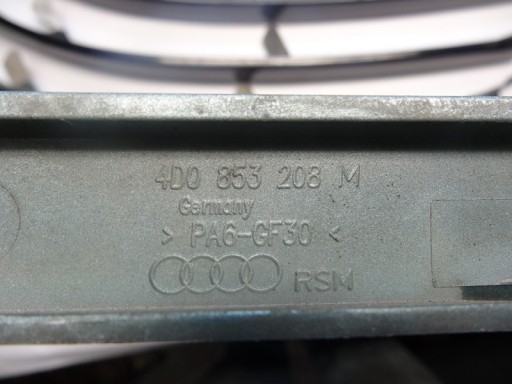 4D0 853 208 M
Germany
> PA6-GF30 <
RSM